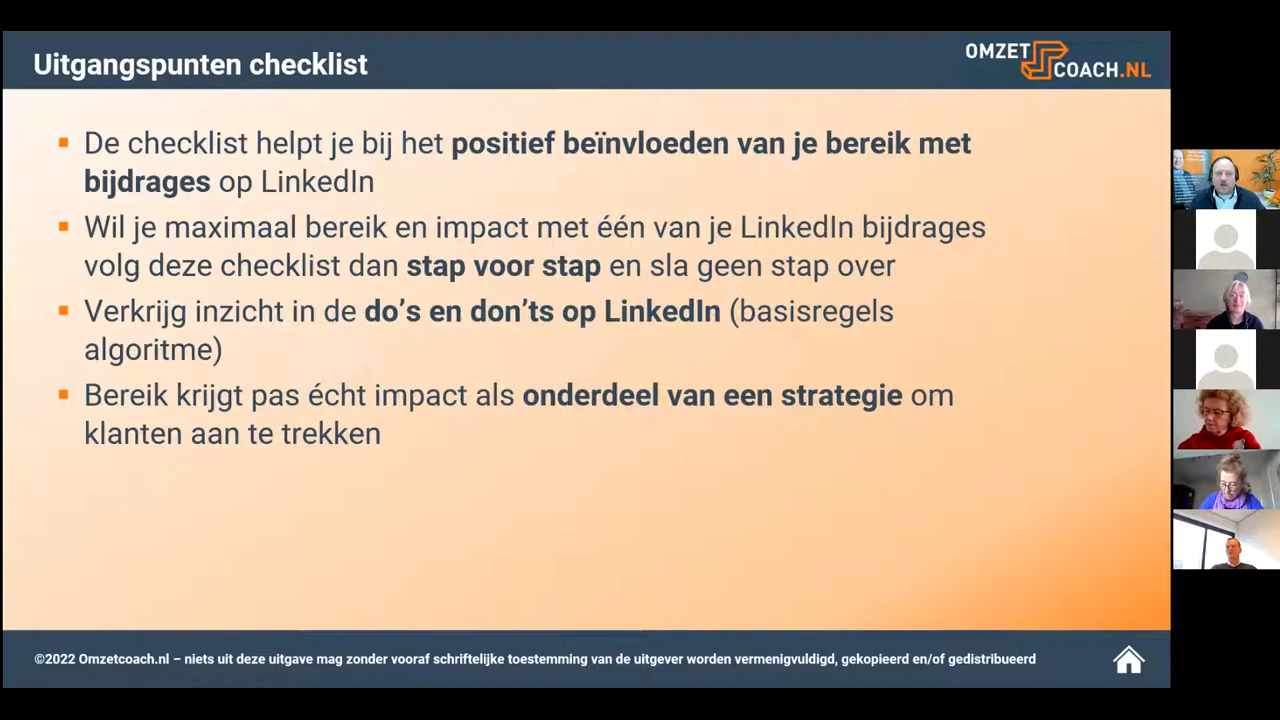 Uitgangspunten checklist
OMZET
COACH.NL
De checklist helpt je bij het positief beïnvloeden van je bereik met
bijdrages op LinkedIn
Wil je maximaal bereik en impact met één van je LinkedIn bijdrages
volg deze checklist dan stap voor stap en sla geen stap over
Verkrijg inzicht in de do’s en don’ts op LinkedIn (basisregels
algoritme)
Bereik krijgt pas écht impact als onderdeel van een strategie om
klanten aan te trekken
©2022 Omzetcoach.nl – niets uit deze uitgave mag zonder vooraf schriftelijke toestemming van de uitgever worden vermenigvuldigd, gekopieerd en/of gedistribueerd